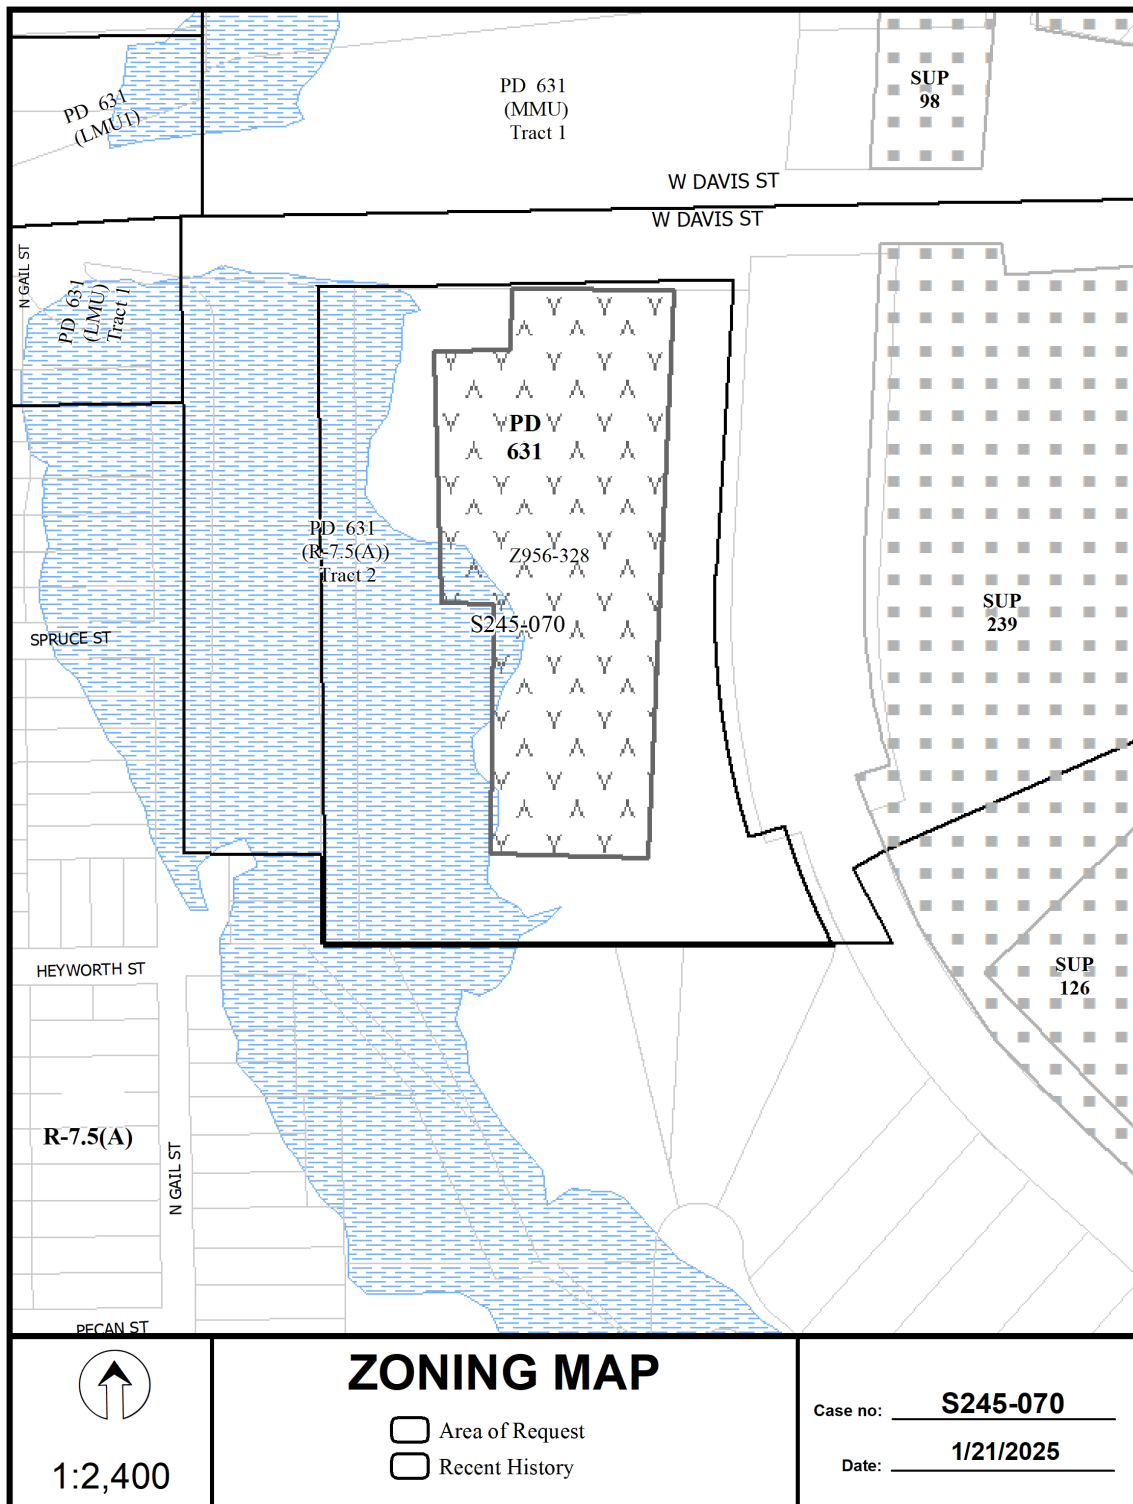 PD 631
(LMU1)
PD 631
(MMU)
Tract 1
SUP
98
W DAVIS ST
W DAVIS ST
N GAIL ST
PD 631
(LMU)
Tract 1
PD
631
PD 631
(R-7.5(A))
Tract 2
Z956-328
S245-070
SUP
239
SPRUCE ST
HEYWORTH ST
SUP
126
R-7.5(A)
N GAIL ST
PECAN ST
1:2,400
ZONING MAP
Area of Request
Recent History
Case no: S245-070
Date: 1/21/2025